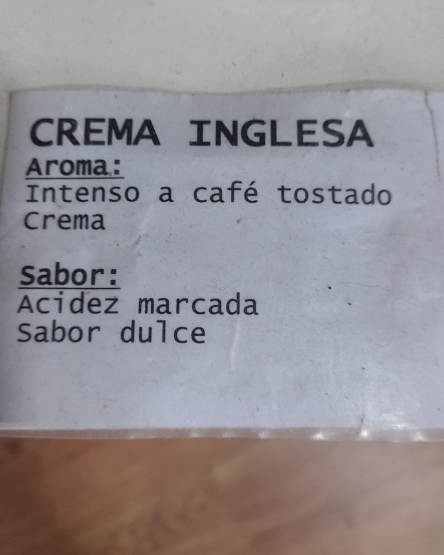 CREMA INGLESA
Aroma:
Intenso a café tostado
Crema
Sabor:
Acidez marcada
Sabor dulce